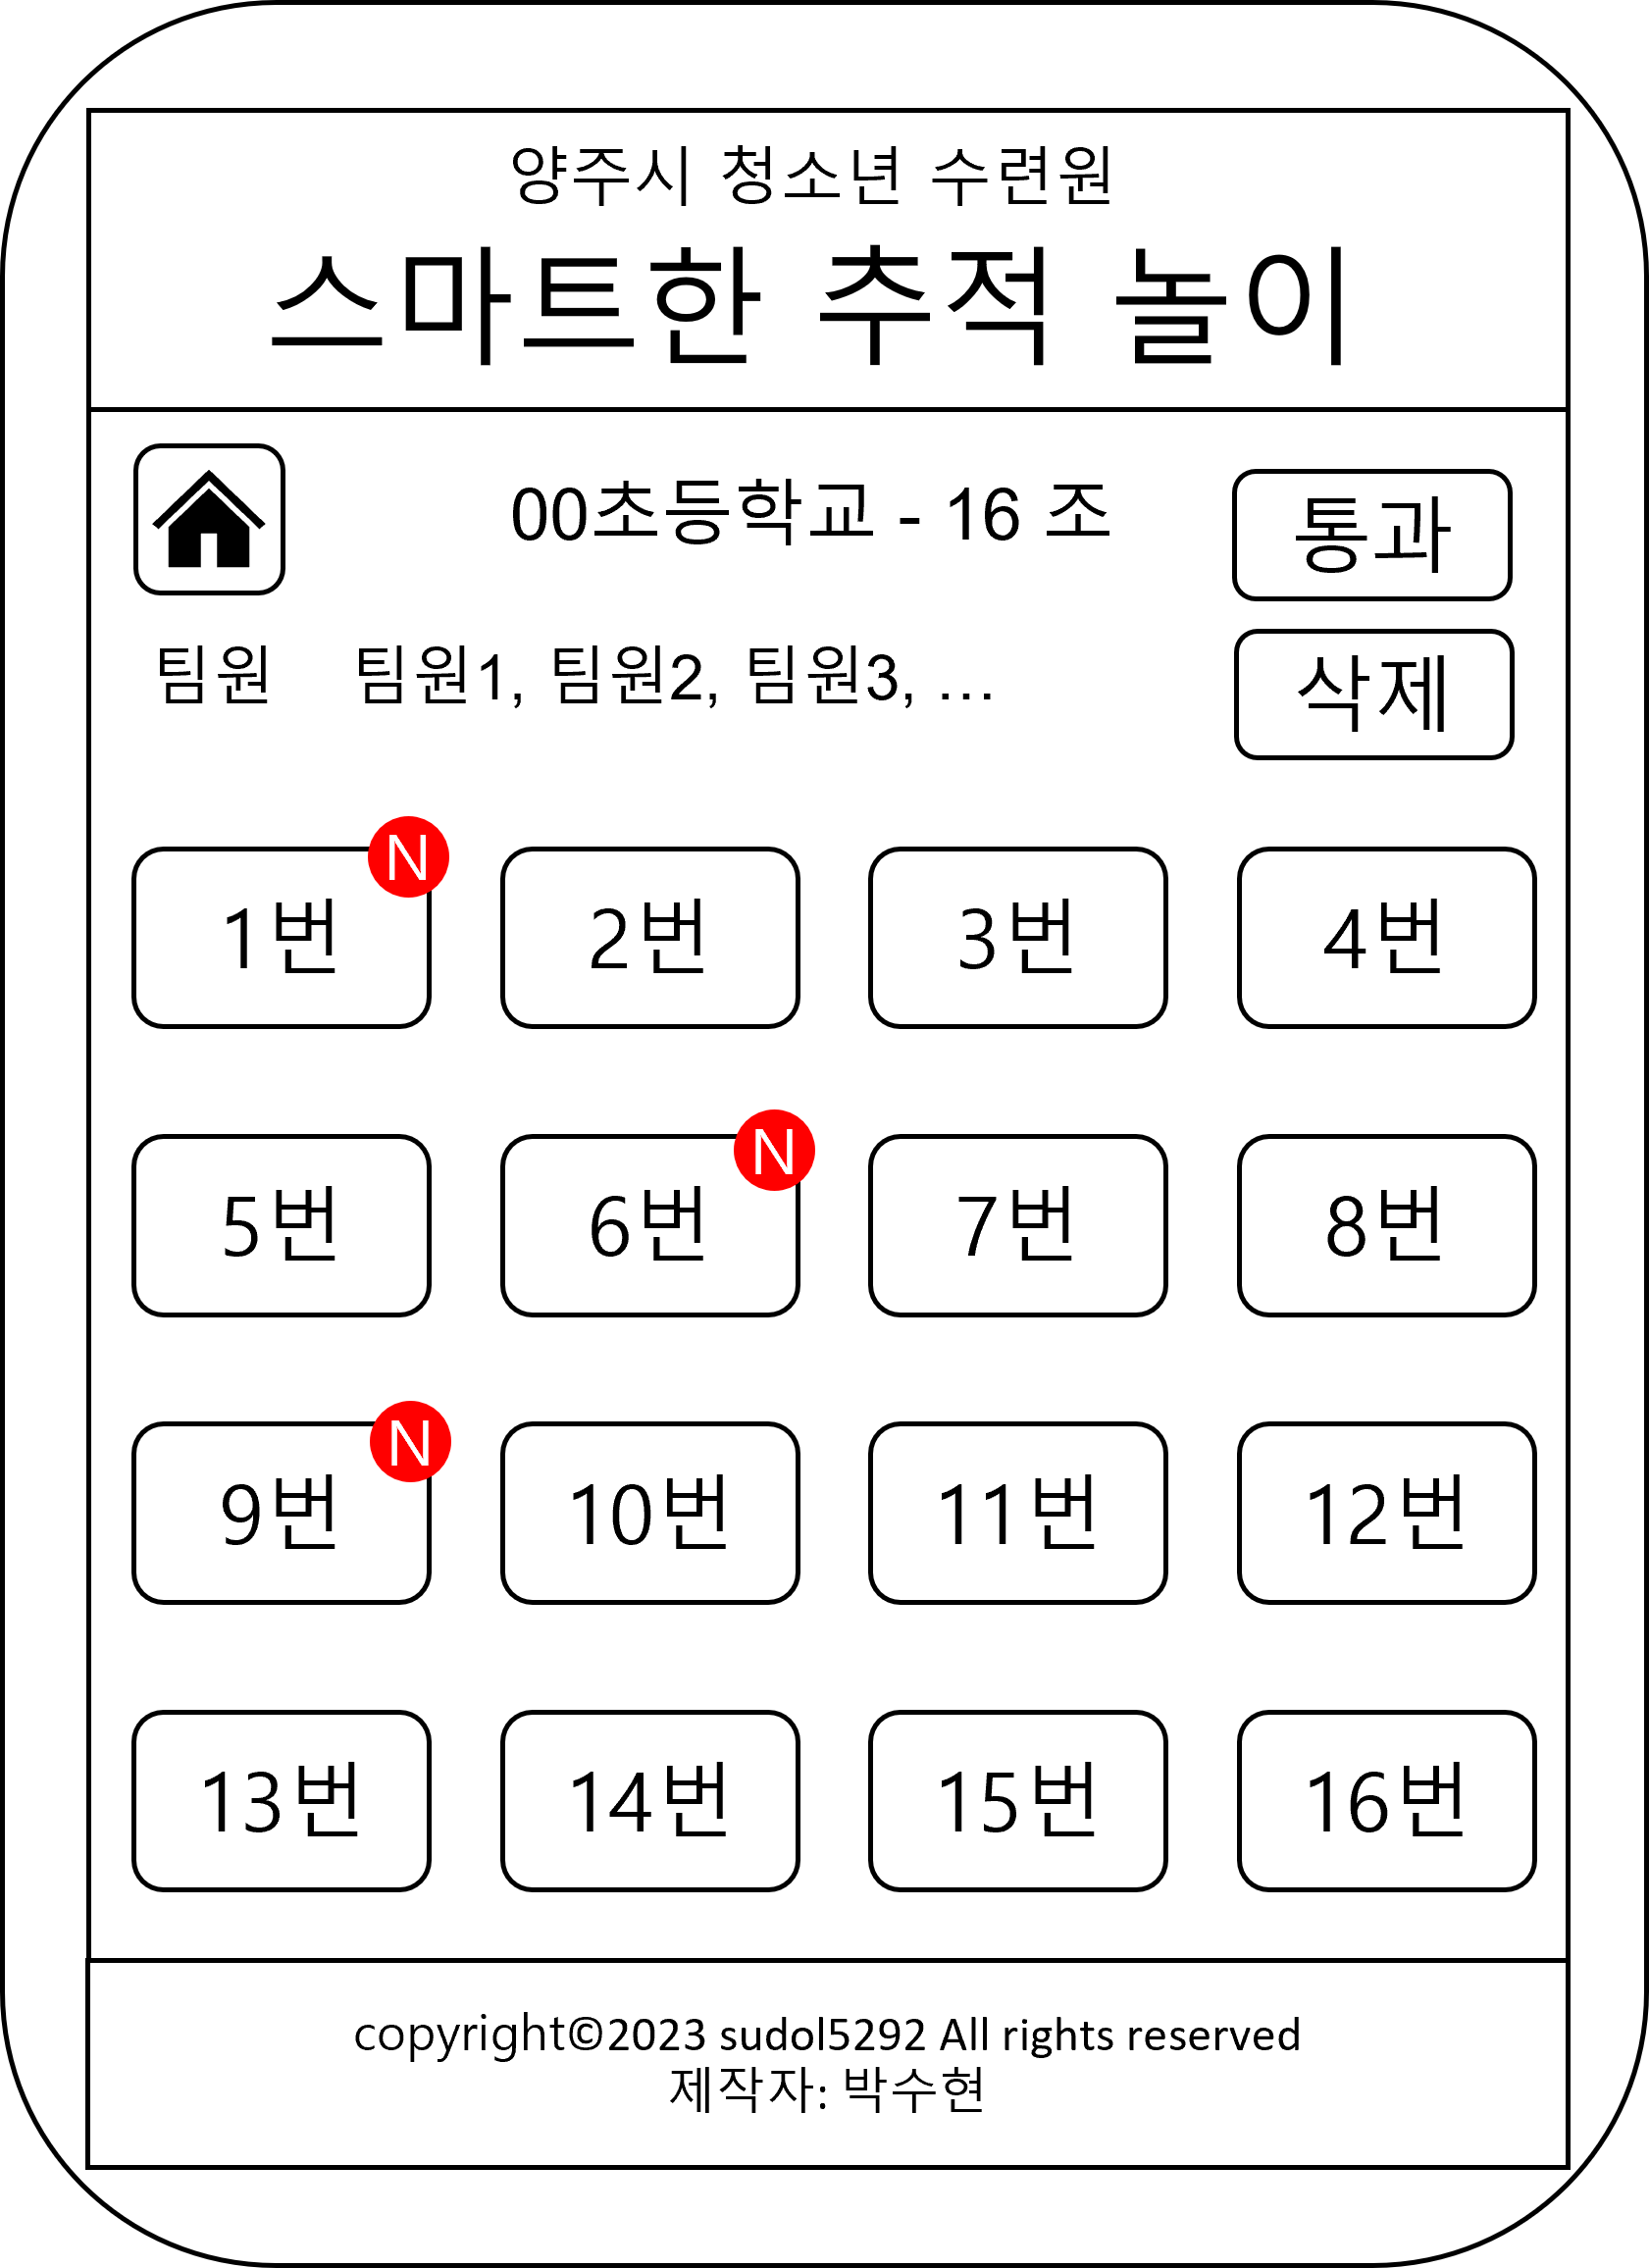 양주시 청소년 수련원
스마트한 추적 놀이
00초등학교 - 16 조
통과
팀원 팀원1, 팀원2, 팀원3, …
삭제
N
1번 2번 3번 4번
N
5번 6번 7번 8번
N
9번 10번 11번 12번
13번 14번 15번 16번
copyright©2023 sudol5292 All rights reserved
제작자: 박수현